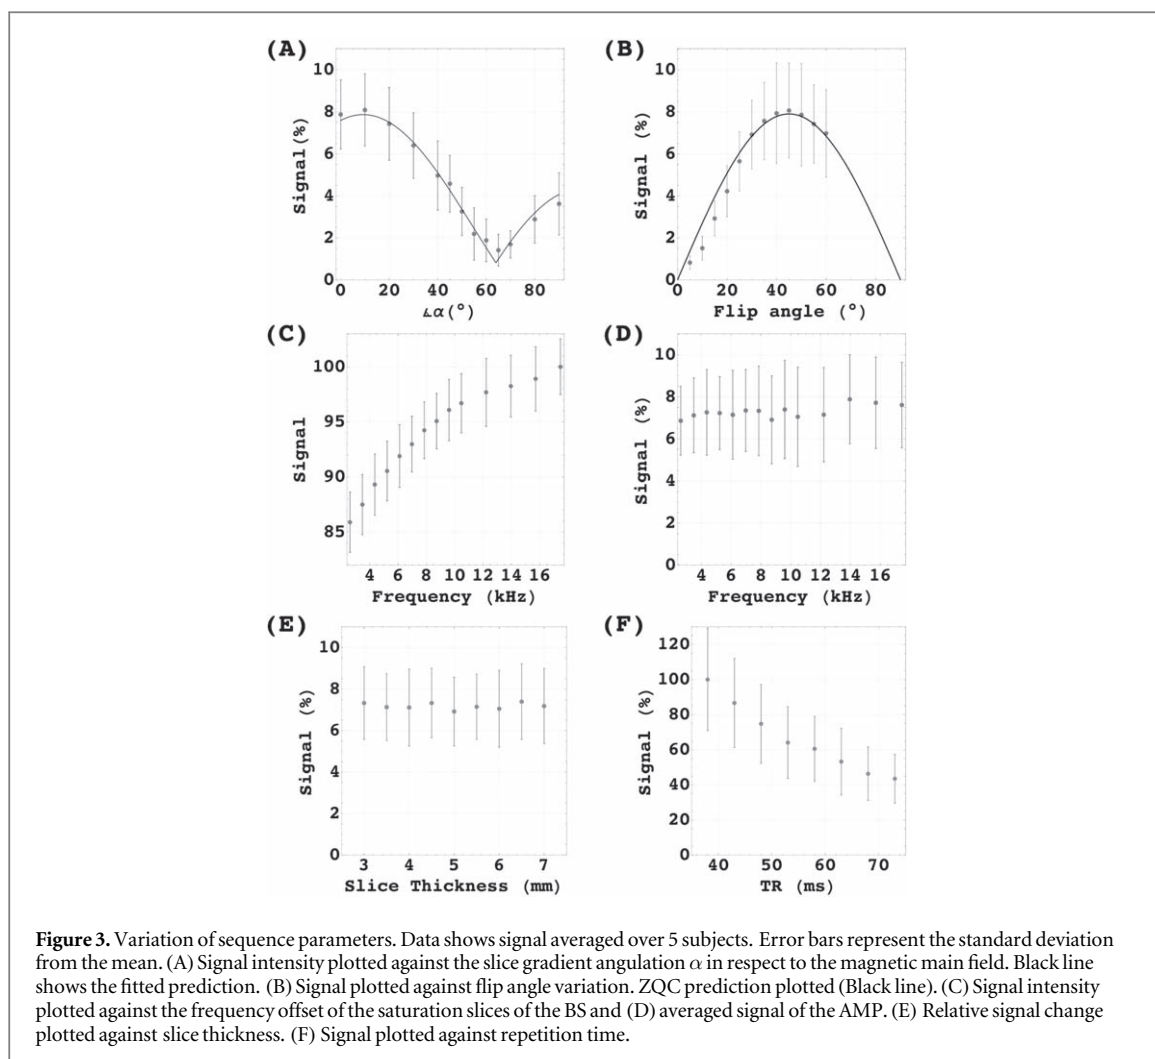 (A)
10
8
6
4
2
0
Signal(%)
0 20 40 60 80
∡α(°)
(B)
10
8
6
4
2
0
Signal (%)
0 20 40 60 80
Flip angle (°)
(C)
100
95
90
85
Signal
4 6 8 10 12 14 16
Frequency (kHz)
(D)
10
8
6
4
2
0
Signal (%)
4 6 8 10 12 14 16
Frequency (kHz)
(E)
10
8
6
4
2
0
Signal (%)
3 4 5 6 7
Slice Thickness (mm)
(F)
120
100
80
60
40
20
0
Signal (%)
40 50 60 70
TR (ms)
Figure 3. Variation of sequence parameters. Data shows signal averaged over 5 subjects. Error bars represent the standard deviation
from the mean. (A) Signal intensity plotted against the slice gradient angulation α in respect to the magnetic main field. Black line
shows the fitted prediction. (B) Signal plotted against flip angle variation. ZQC prediction plotted (Black line). (C) Signal intensity
plotted against the frequency offset of the saturation slices of the BS and (D) averaged signal of the AMP. (E) Relative signal change
plotted against slice thickness. (F) Signal plotted against repetition time.